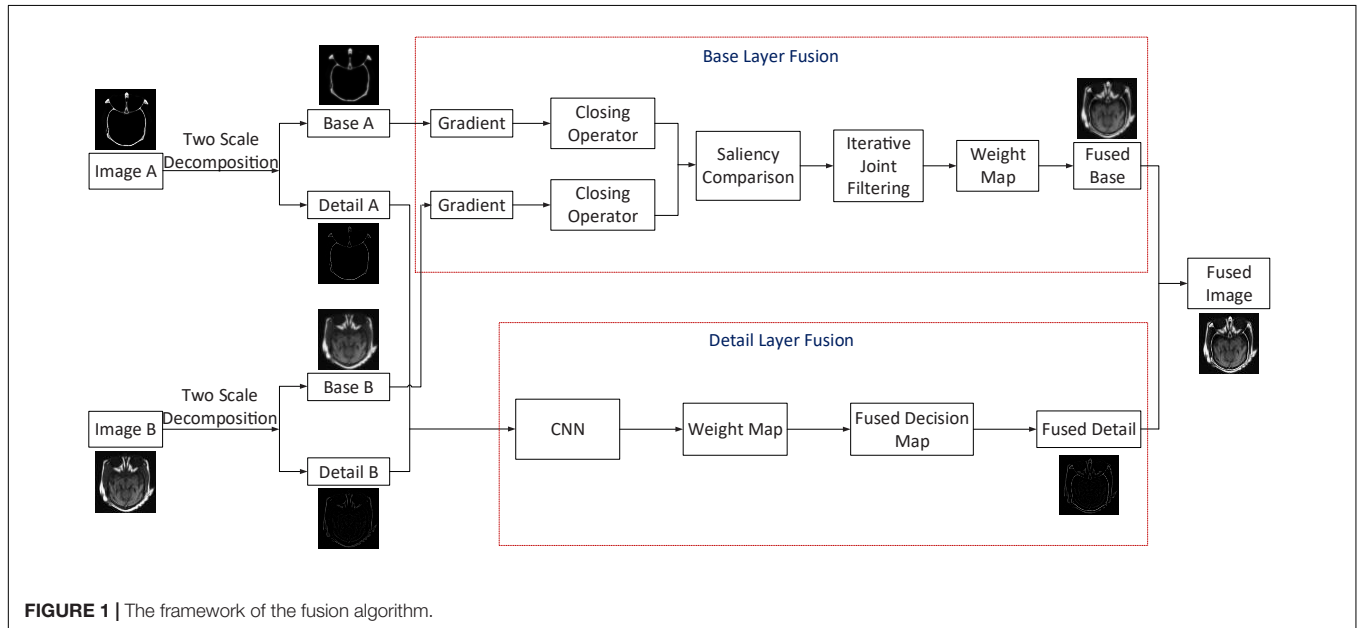 Base Layer Fusion
Image A
Two Scale
Decomposition
Base A
Detail A
Gradient
Closing
Operator
Gradient
Closing
Operator
Saliency
Comparison
Iterative
Joint
Filtering
Weight
Map
Fused
Base
Fused
Image
Image B
Two Scale
Decomposition
Base B
Detail B
Detail Layer Fusion
CNN
Weight Map
Fused Decision
Map
Fused Detail
FIGURE 1 | The framework of the fusion algorithm.